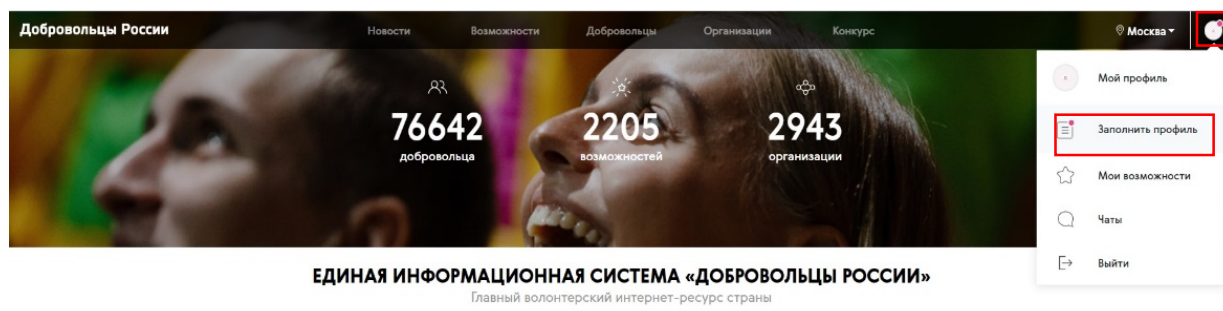 Добровольцы России
Новости Возможности Добровольцы Организации Конкурс
Москва
76642 2205 2943
добровольца возможностей организации
Мой профиль
Заполнить профиль
Мои возможности
Чаты
Выйти
ЕДИНАЯ ИНФОРМАЦИОННАЯ СИСТЕМА «ДОБРОВОЛЬЦЫ РОССИИ»
Главный волонтерский интернет-ресурс страны